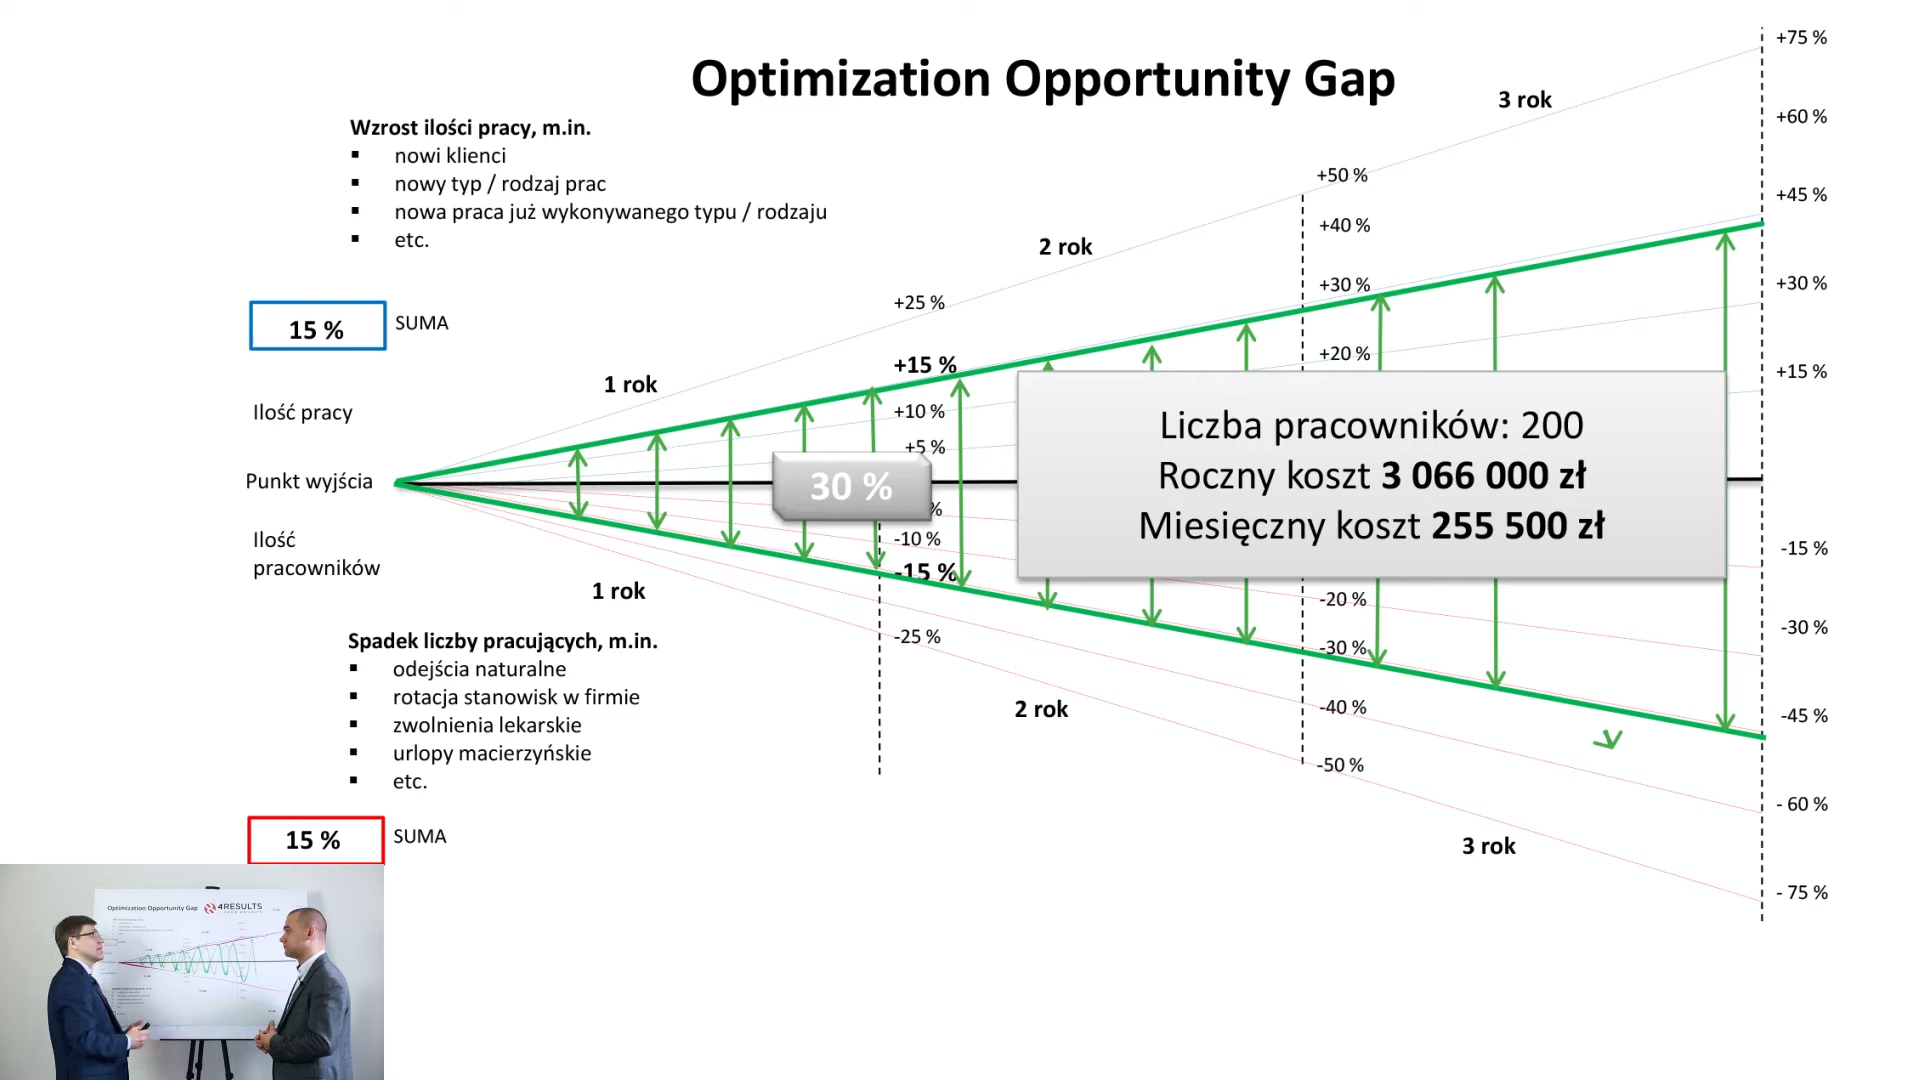 Optimization Opportunity Gap
Wzrost ilości pracy, m.in.
▪ nowi klienci
▪ nowy typ / rodzaj prac
▪ nowa praca już wykonywanego typu / rodzaju
▪ etc.
15 %
SUMA
Ilość pracy
Punkt wyjścia
Ilość
pracowników
1 rok
2 rok
3 rok
+25 %
+15 %
+10 %
+5 %
30 %
%
-10 %
-15 %
-25 %
+50 %
+40 %
+30 %
+20 %
Liczba pracowników: 200
Roczny koszt 3 066 000 zł
Miesięczny koszt 255 500 zł
-20 %
-30 %
-40 %
-50 %
+75 %
+60 %
+45 %
+30 %
+15 %
-15 %
-30 %
-45 %
- 60 %
- 75 %
1 rok
2 rok
3 rok
Spadek liczby pracujących, m.in.
▪ odejścia naturalne
▪ rotacja stanowisk w firmie
▪ zwolnienia lekarskie
▪ urlopy macierzyńskie
▪ etc.
15 %
SUMA
Optimization Opportunity Gap
4RESULTS